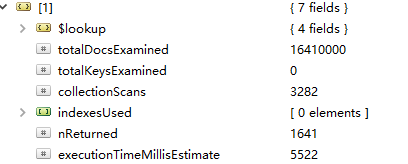 [1] { 7 fields }
$lookup { 4 fields }
totalDocsExamined 16410000
totalKeysExamined 0
collectionScans 3282
indexesUsed [ 0 elements ]
nReturned 1641
executionTimeMillisEstimate 5522